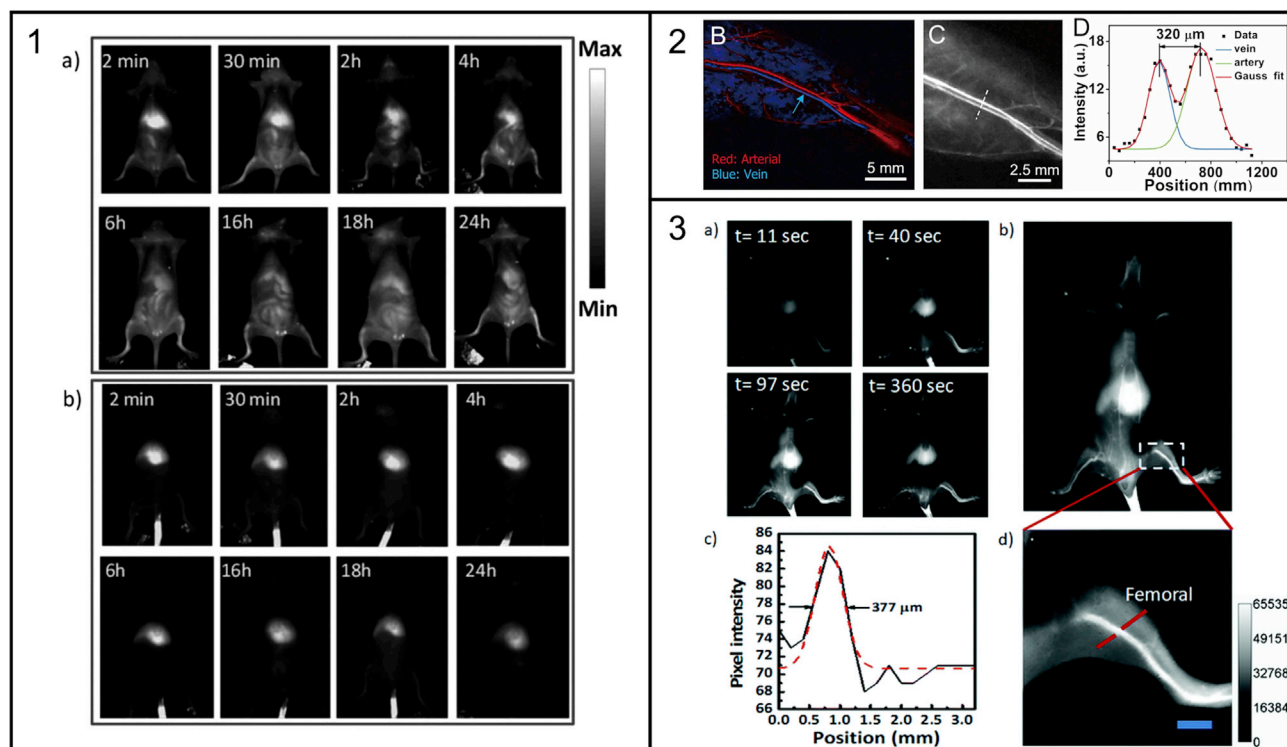 1
a)
2 min
30 min
2h
4h
Max
6h
16h
18h
24h
Min
b)
2 min
30 min
2h
4h
6h
16h
18h
24h
2
B
Red: Arterial
Blue: Vein
5 mm
C
2.5 mm
D
320 μm
Data
vein
artery
Gauss fit
Intensity (a.u.)
18
12
6
0 400 800 1200
Position (mm)
3
a)
t= 11 sec
t= 40 sec
t= 97 sec
t= 360 sec
b)
c)
Pixel intensity
86
84
82
80
78
76
74
72
70
68
66
377 μm
0.0 0.5 1.0 1.5 2.0 2.5 3.0
Position (mm)
d)
Femoral
65535
49151
32768
16384
0